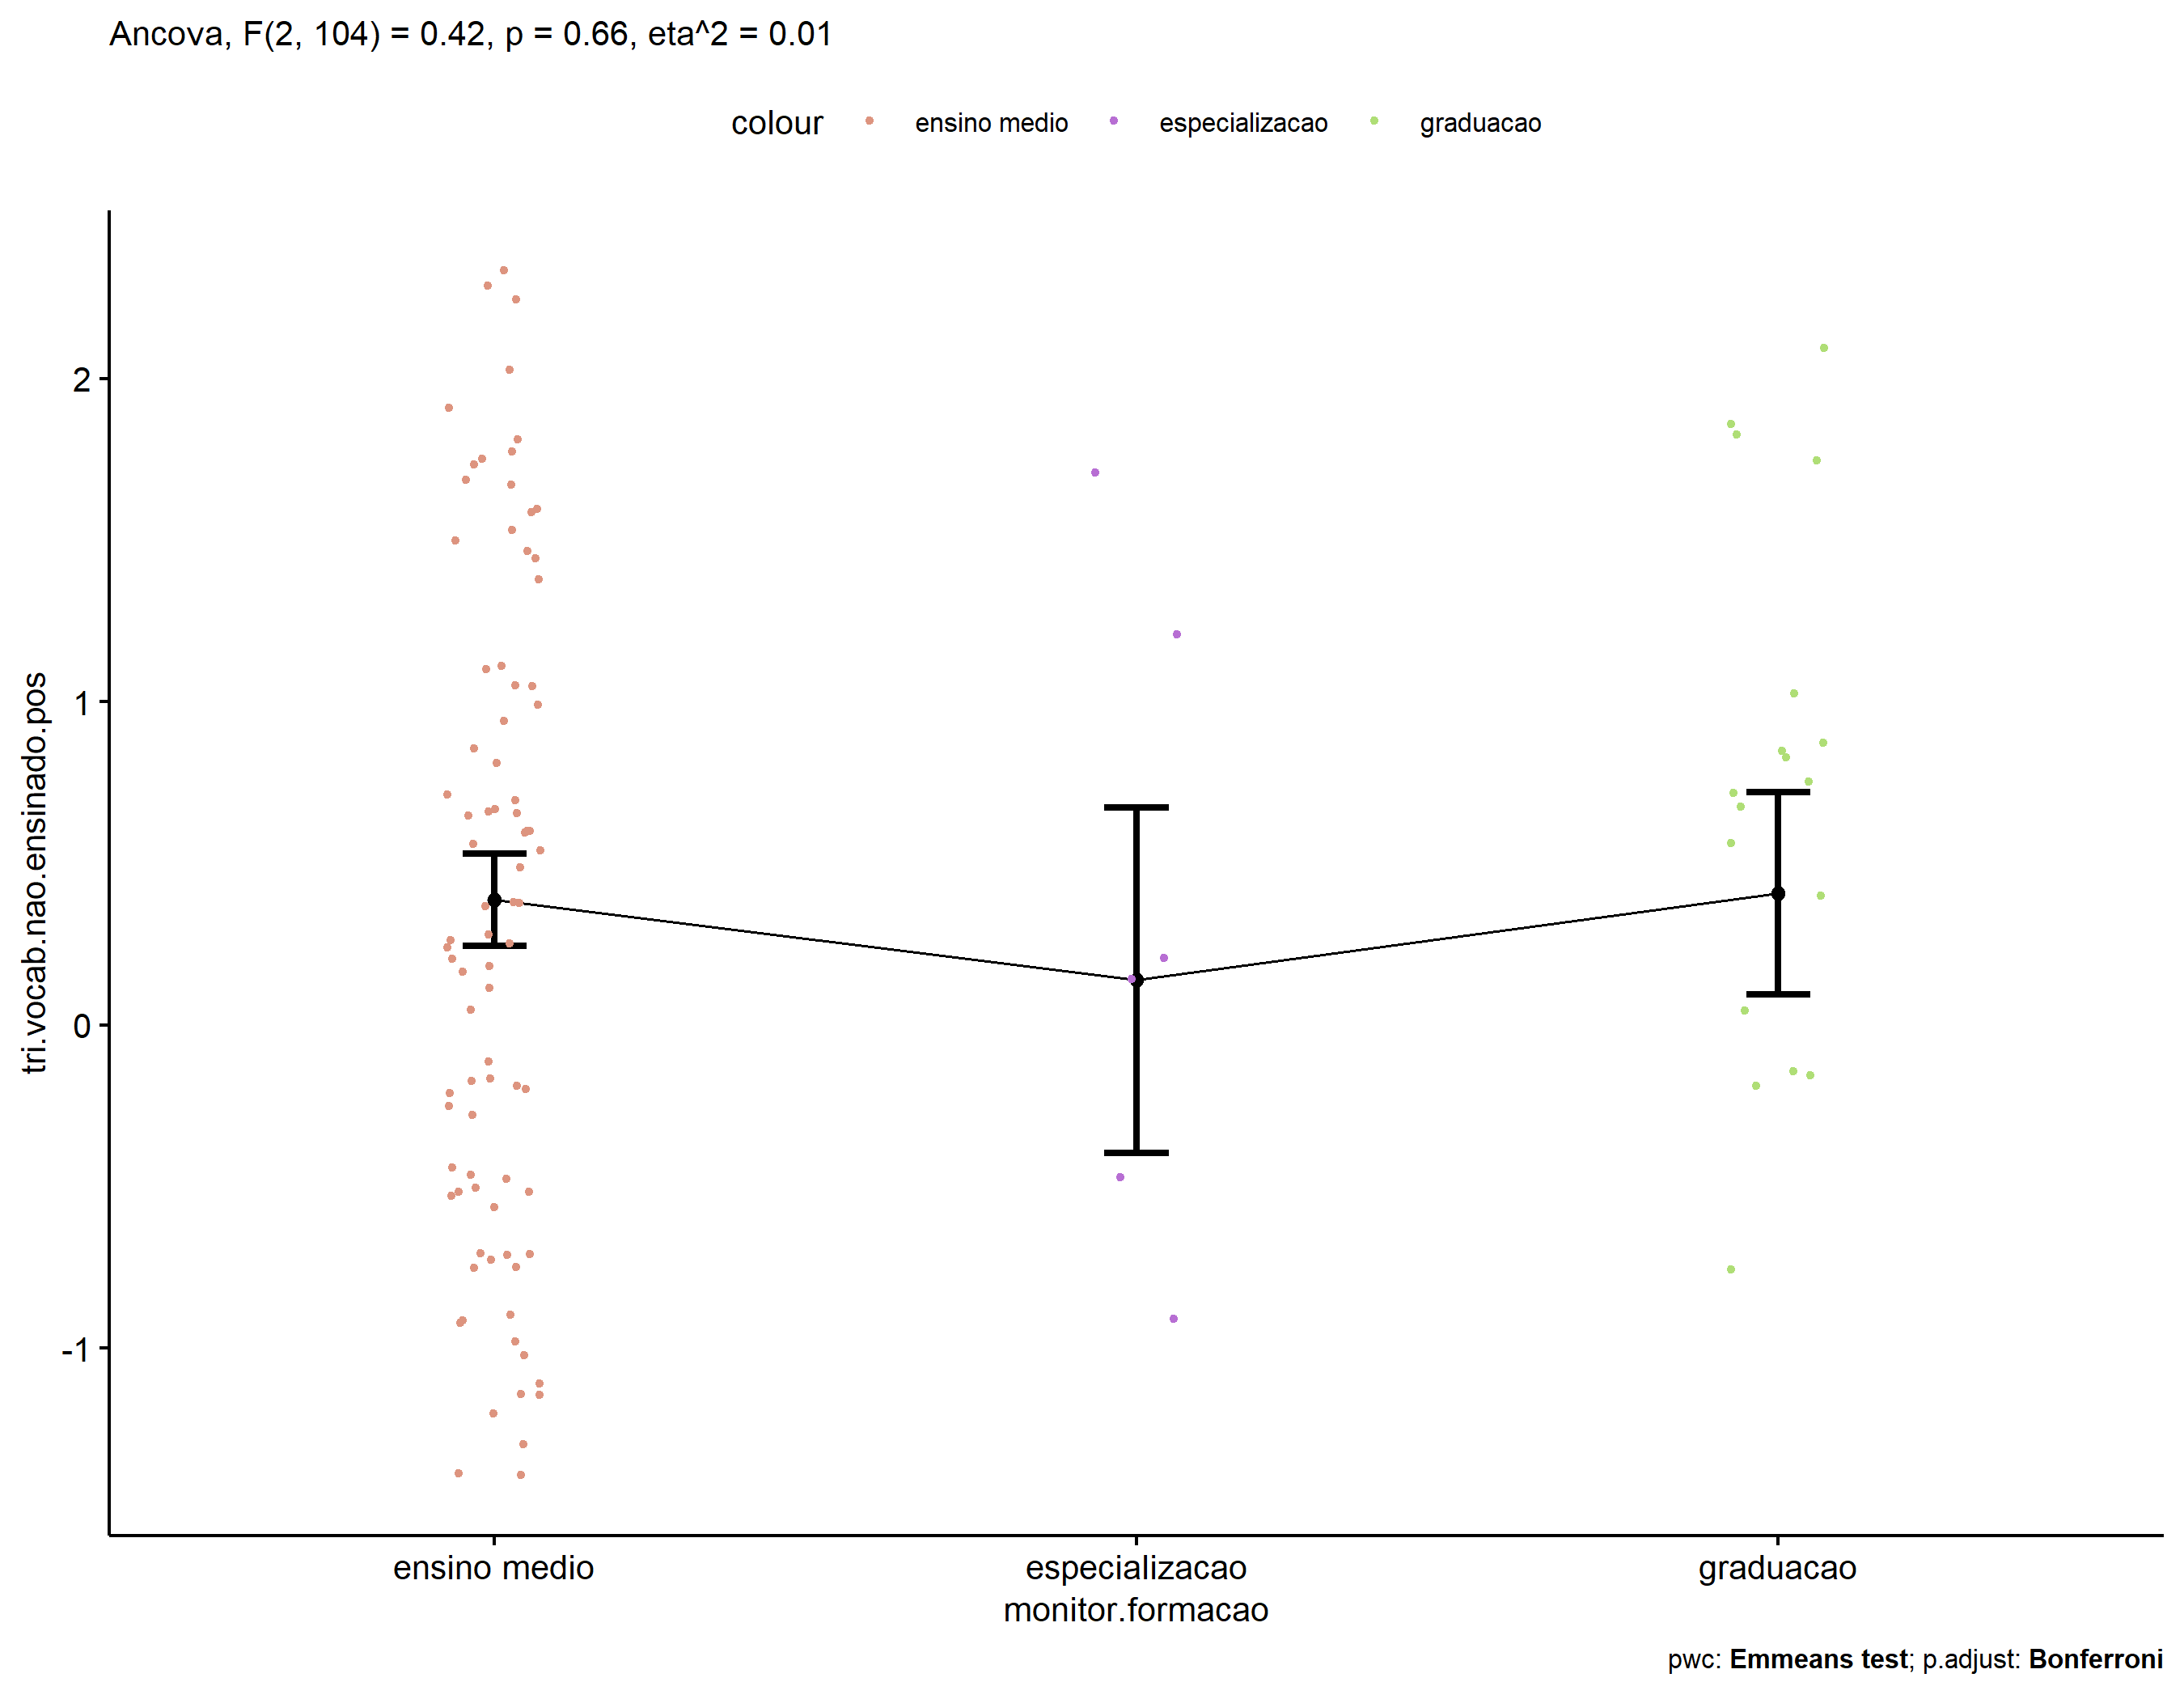 Ancova, F(2, 104) = 0.42, p = 0.66, eta^2 = 0.01
colour ensino medio especializacao graduacao
tri.vocab.nao.ensinado.pos
2
1
0
-1
ensino medio especializacao graduacao
monitor.formacao
pwc: Emmeans test; p.adjust: Bonferroni